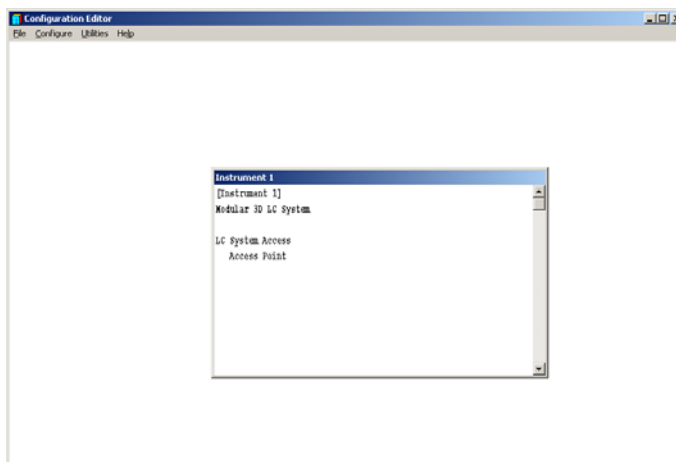 Configuration Editor
File Configure Utilities Help
Instrument 1
[Instrument 1]
Modular 3D LC System
LC System Access
Access Point